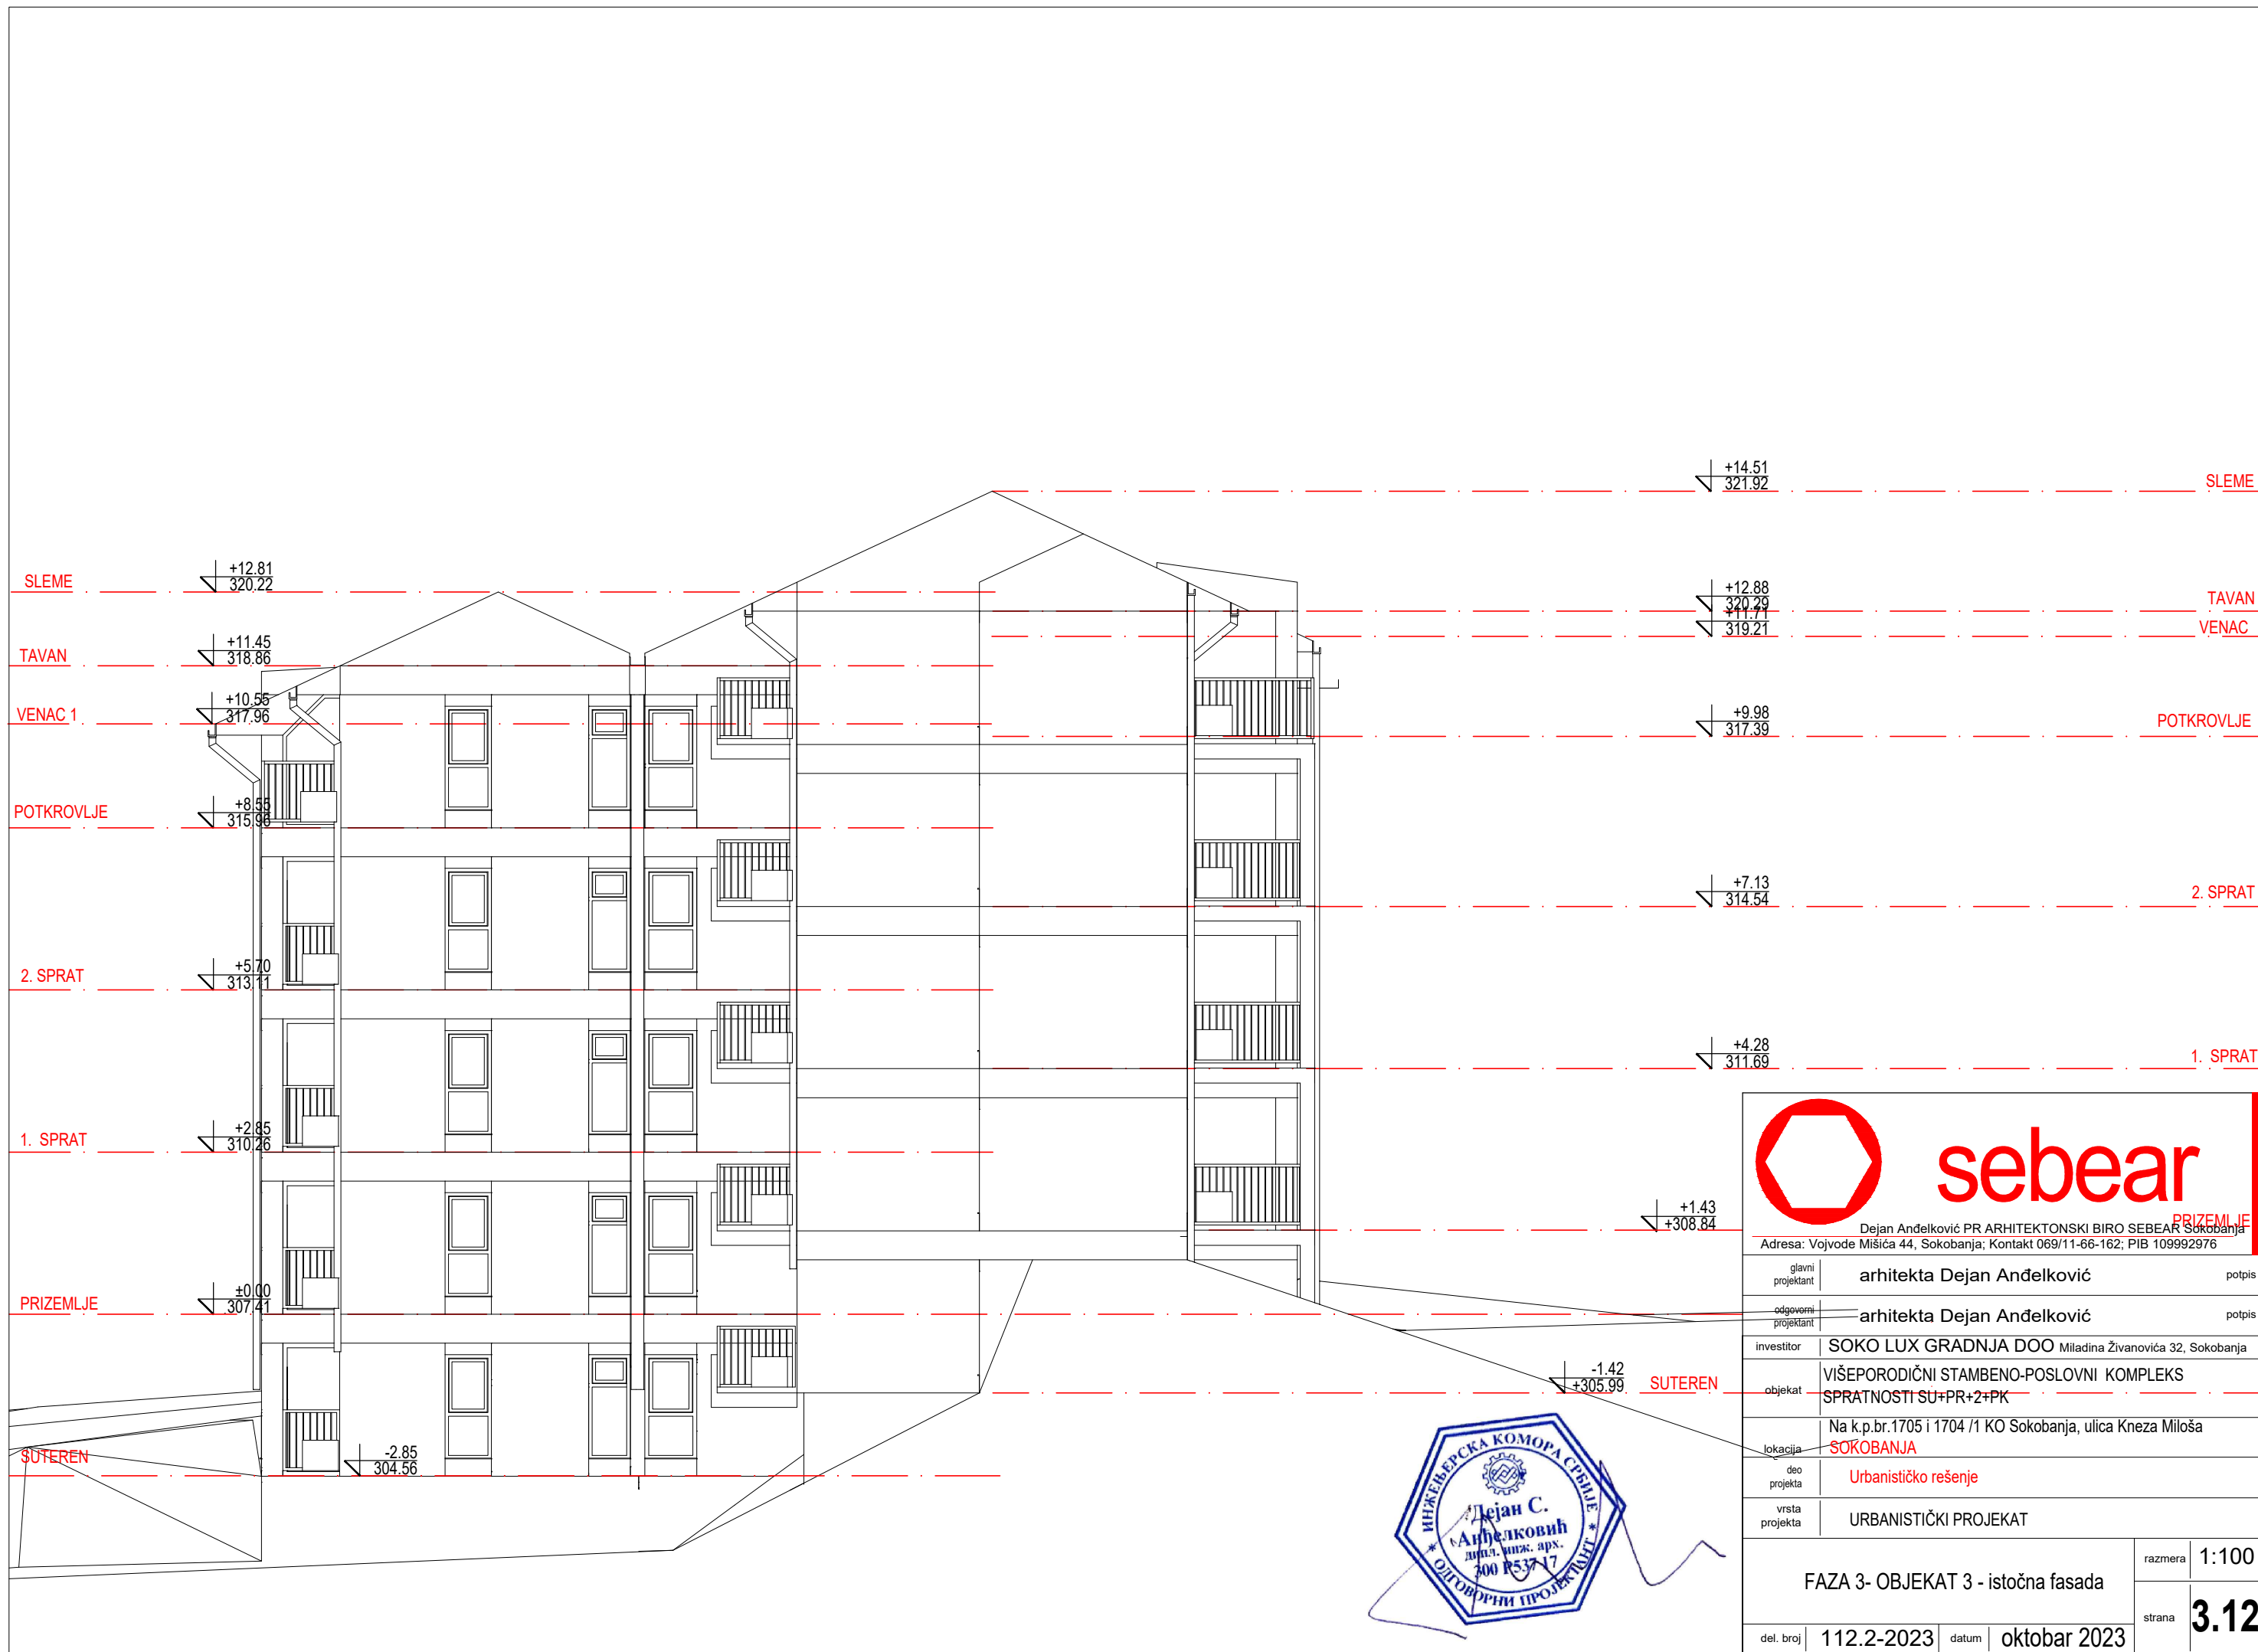 +14.51
321.92
SLEME
+12.81
320.22
SLEME
+12.88
320.29
TAVAN
+11.71
319.21
VENAC
+11.45
318.86
TAVAN
+10.55
317.96
VENAC 1
+9.98
317.39
POTKROVLJE
+8.55
315.96
POTKROVLJE
+7.13
314.54
2. SPRAT
+5.70
313.11
2. SPRAT
+4.28
311.69
1. SPRAT
+2.85
310.26
1. SPRAT
+1.43
+308.84
PRIZEMLJE
±0.00
307.41
PRIZEMLJE
-1.42
+305.99
SUTEREN
-2.85
304.56
SUTEREN
sebear
Dejan Anđelković PR ARHITEKTONSKI BIRO SEBEAR Sokobanja
Adresa: Vojvode Mišića 44, Sokobanja; Kontakt 069/11-66-162; PIB 109992976
glavni projektant arhitekta Dejan Anđelković potpis
odgovorni projektant arhitekta Dejan Anđelković potpis
investitor SOKO LUX GRADNJA DOO Miladina Živanovića 32, Sokobanja
objekat VIŠEPORODIČNI STAMBENO-POSLOVNI KOMPLEKS
SPRATNOSTI SU+PR+2+PK
Na k.p.br.1705 i 1704 /1 KO Sokobanja, ulica Kneza Miloša
lokacija SOKOBANJA
deo projekta Urbanističko rešenje
vrsta projekta URBANISTIČKI PROJEKAT
FAZA 3- OBJEKAT 3 - istočna fasada
razmera 1:100
strana 3.12
del. broj 112.2-2023 datum oktobar 2023
ИНЖЕЊЕРСКА КОМОРА СРБИЈЕ
Дејан С.
Анђелковић
дипл. инж. арх.
300 Р537 17
ОДГОВОРНИ ПРОЈЕКТАНТ